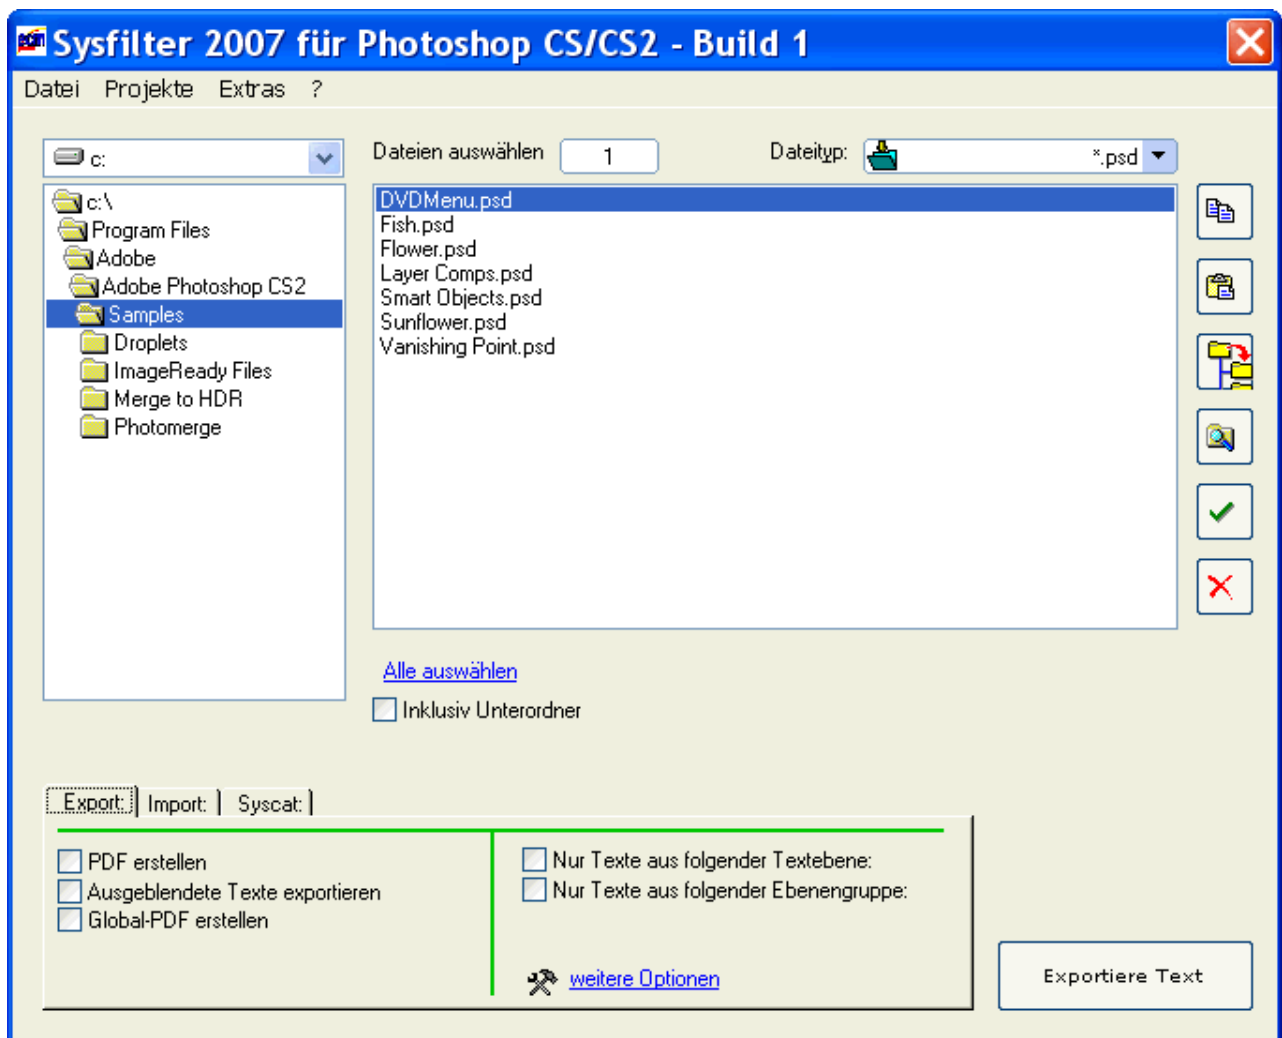 Sysfilter 2007 für Photoshop CS/CS2 - Build 1
Datei Projekte Extras ?
c:
Dateien auswählen 1 Dateityp: *.psd
c:\
Program Files
Adobe
Adobe Photoshop CS2
Samples
Droplets
ImageReady Files
Merge to HDR
Photomerge
DVDMenu.psd
Fish.psd
Flower.psd
Layer Comps.psd
Smart Objects.psd
Sunflower.psd
Vanishing Point.psd
Alle auswählen
Inklusiv Unterordner
Export: Import: Syscat:
PDF erstellen
Ausgeblendete Texte exportieren
Global-PDF erstellen
Nur Texte aus folgender Textebene:
Nur Texte aus folgender Ebenengruppe:
weitere Optionen
Exportiere Text